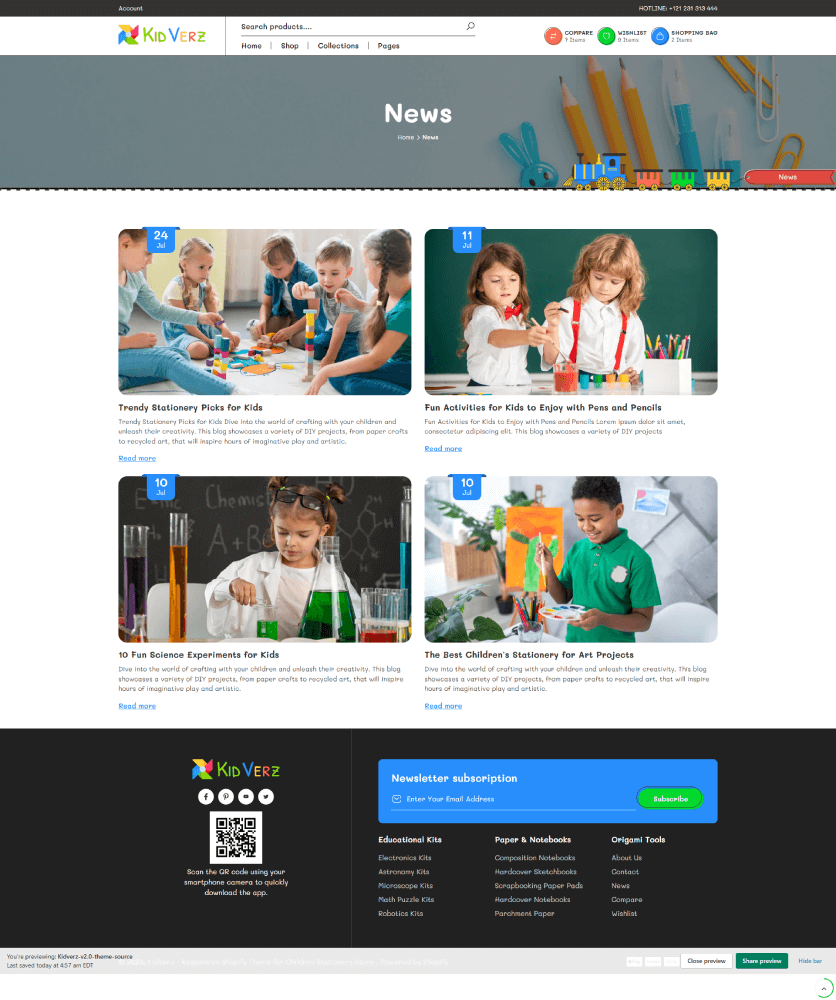 Account
HOTLINE: +121 231 313 444
KID VERZ
Search products....
Home
Shop
Collections
Pages
COMPARE
7 Items
WISHLIST
9 Items
SHOPPING BAG
2 Items
News
Home > News
News
24
Jul
11
Jul
Trendy Stationery Picks for Kids
Trendy Stationery Picks for Kids Dive into the world of crafting with your children and
unleash their creativity. This blog showcases a variety of DIY projects, from paper crafts
to recycled art, that will inspire hours of imaginative play and artistic.
Read more
Fun Activities for Kids to Enjoy with Pens and Pencils
Fun Activities for Kids to Enjoy with Pens and Pencils Lorem ipsum dolor sit amet,
consectetur adipiscing elit. This blog showcases a variety of DIY projects
Read more
10
Jul
10
Jul
10 Fun Science Experiments for Kids
Dive into the world of crafting with your children and unleash their creativity. This blog
showcases a variety of DIY projects, from paper crafts to recycled art, that will inspire
hours of imaginative play and artistic.
Read more
The Best Children's Stationery for Art Projects
Dive into the world of crafting with your children and unleash their creativity. This blog
showcases a variety of DIY projects, from paper crafts to recycled art, that will inspire
hours of imaginative play and artistic.
Read more
KID VERZ
Scan the QR code using your
smartphone camera to quickly
download the app.
Newsletter subscription
Enter Your Email Address
Subscribe
Educational Kits
Electronics Kits
Astronomy Kits
Microscope Kits
Math Puzzle Kits
Robotics Kits
Paper & Notebooks
Composition Notebooks
Hardcover Sketchbooks
Scrapbooking Paper Pads
Hardcover Notebooks
Parchment Paper
Origami Tools
About Us
Contact
News
Compare
Wishlist
You're previewing: Kidverz-v2.0-theme-source
Last saved today at 4:57 am EDT
Close preview
Share preview
Hide bar